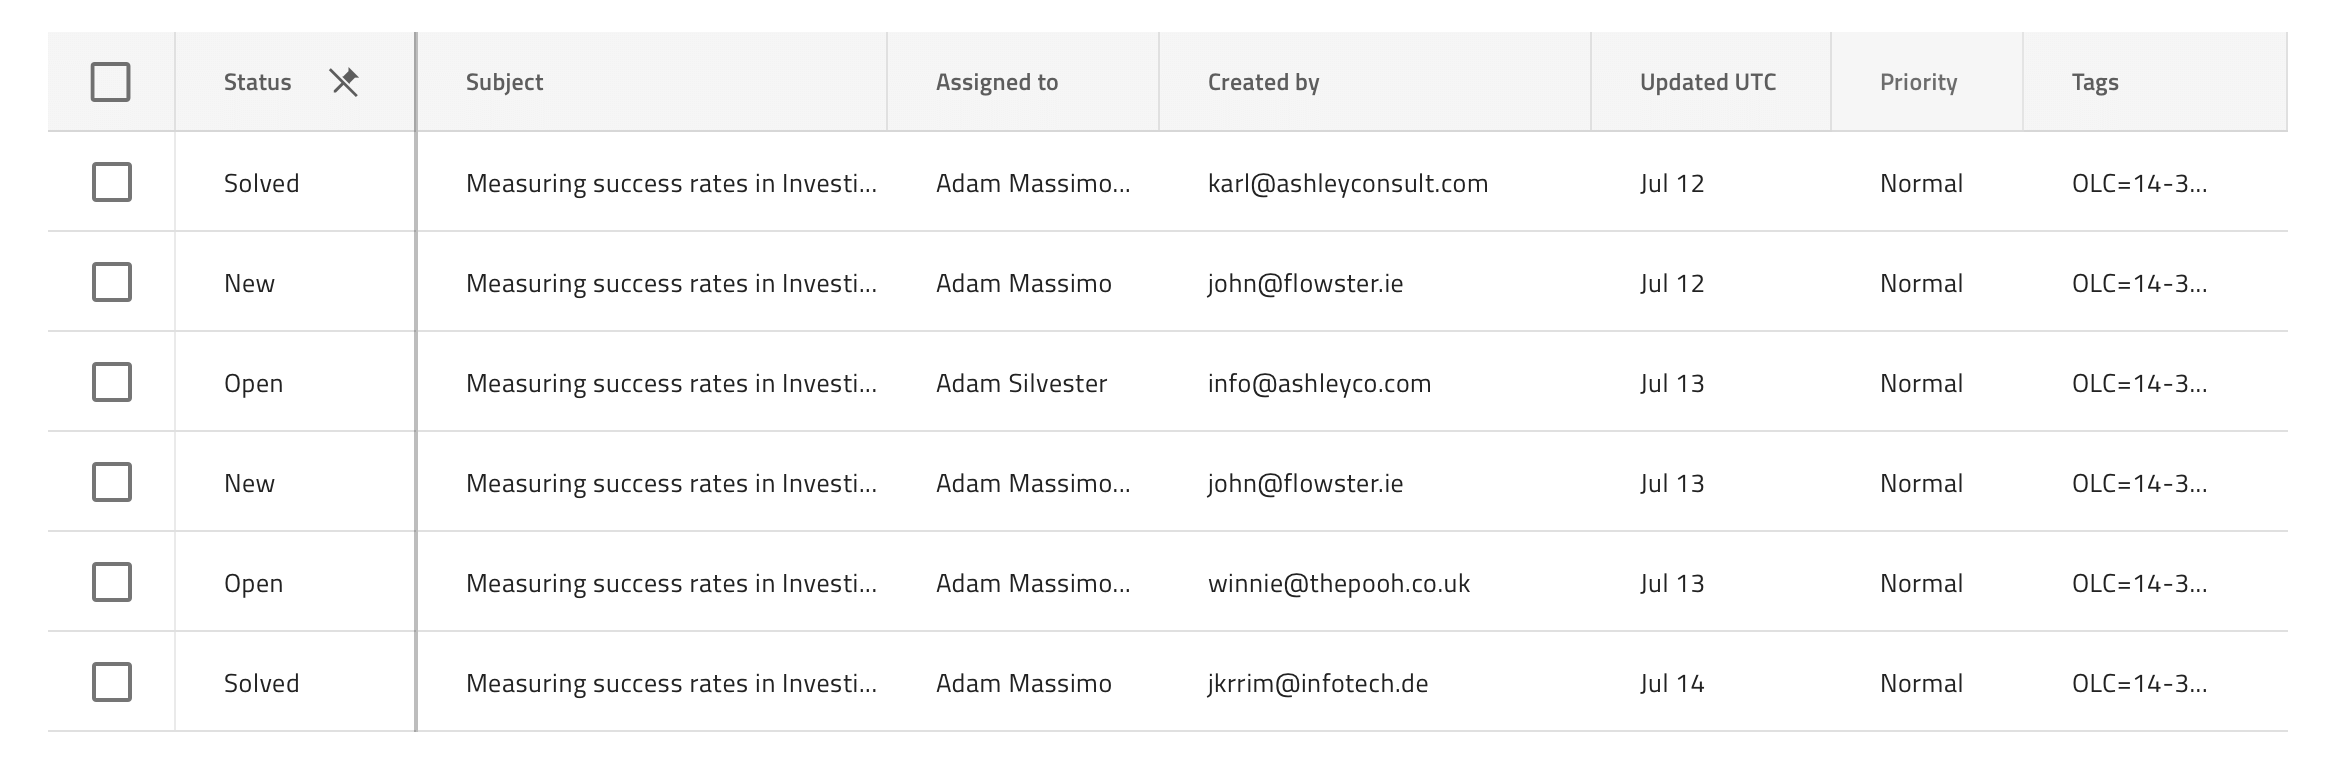 Status Subject Assigned to Created by Updated UTC Priority Tags
Solved Measuring success rates in Investi... Adam Massimo... karl@ashleyconsult.com Jul 12 Normal OLC=14-3...
New Measuring success rates in Investi... Adam Massimo john@flowster.ie Jul 12 Normal OLC=14-3...
Open Measuring success rates in Investi... Adam Silvester info@ashleyco.com Jul 13 Normal OLC=14-3...
New Measuring success rates in Investi... Adam Massimo... john@flowster.ie Jul 13 Normal OLC=14-3...
Open Measuring success rates in Investi... Adam Massimo... winnie@thepooh.co.uk Jul 13 Normal OLC=14-3...
Solved Measuring success rates in Investi... Adam Massimo jkrrim@infotech.de Jul 14 Normal OLC=14-3...